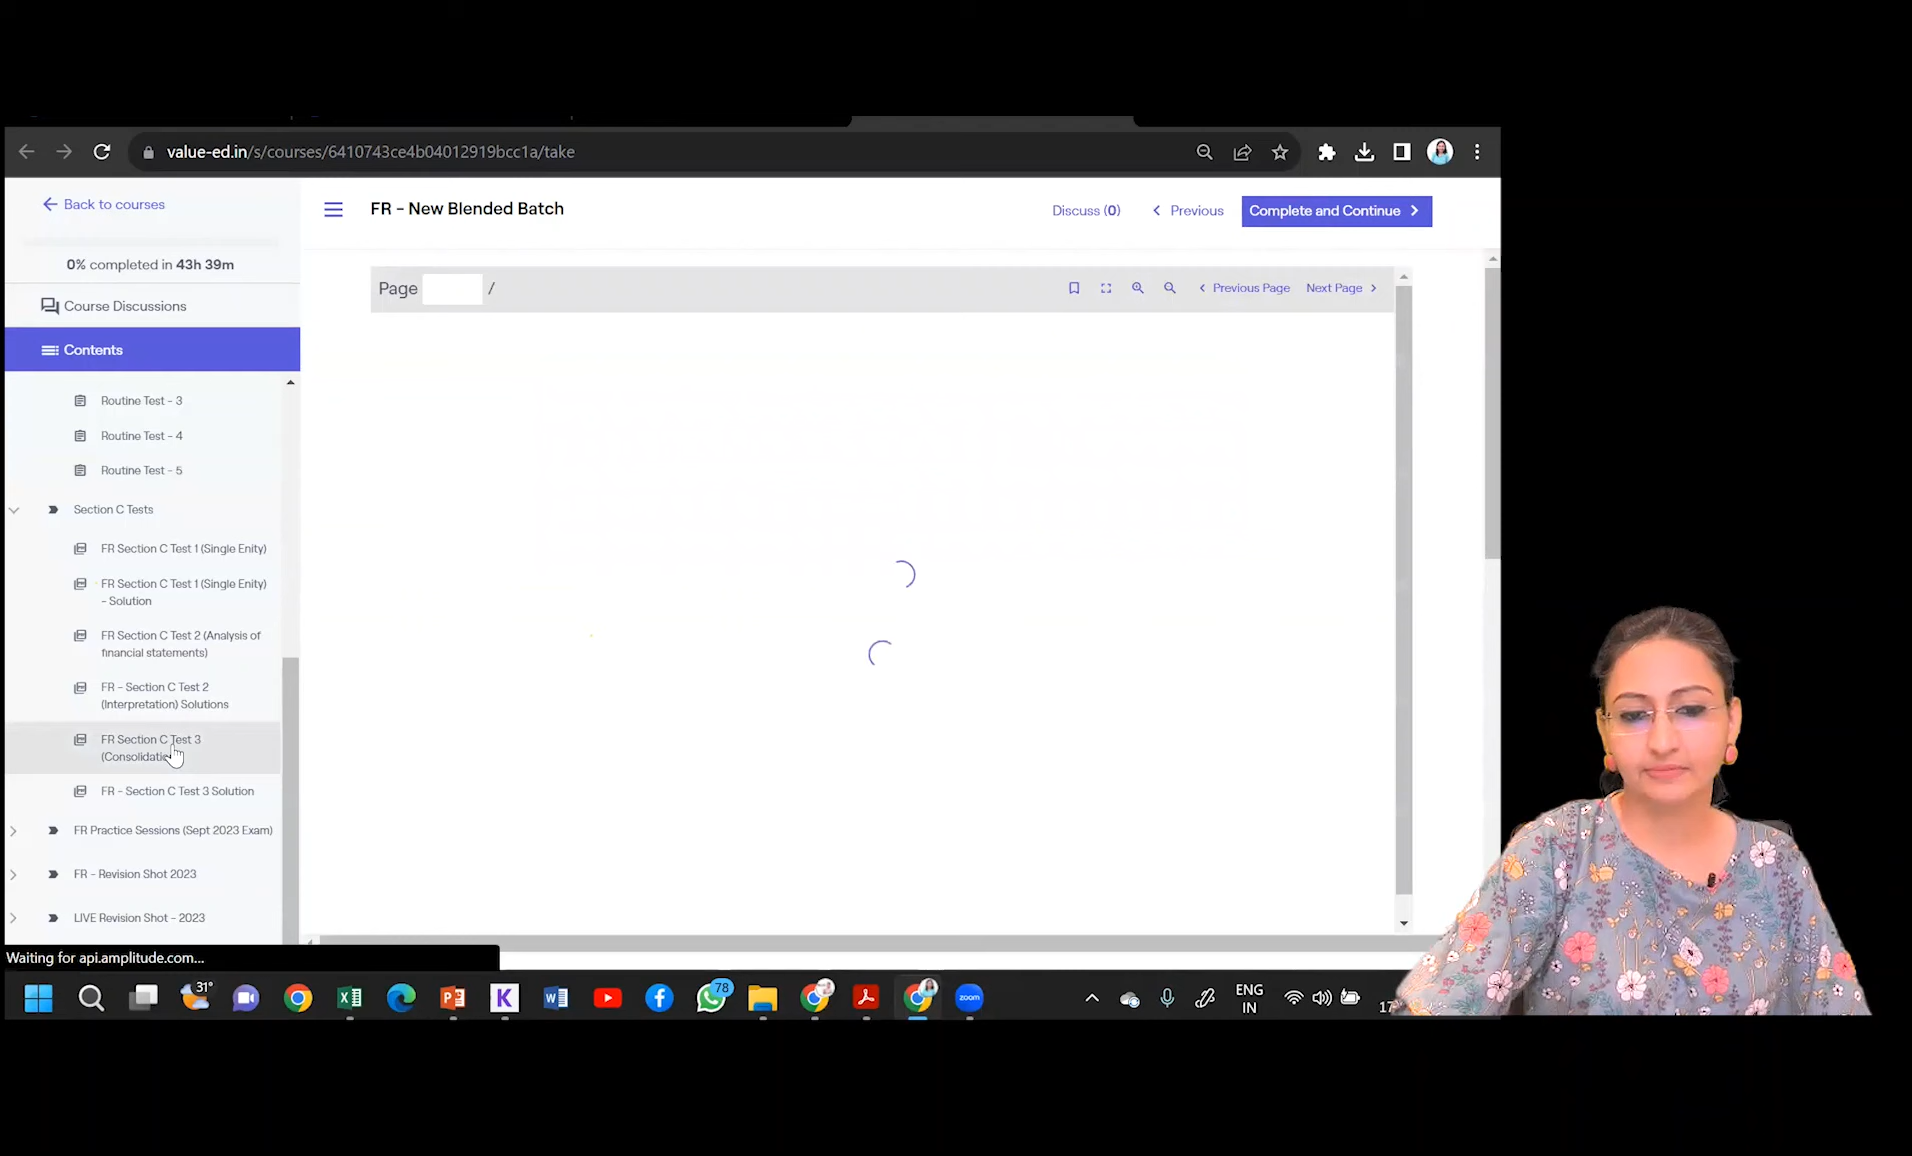 value-ed.in/s/courses/6410743ce4b04012919bcc1a/take
Back to courses
FR - New Blended Batch
Discuss (0)
Previous
Complete and Continue
0% completed in 43h 39m
Page /
Previous Page
Next Page
Course Discussions
Contents
Routine Test - 3
Routine Test - 4
Routine Test - 5
Section C Tests
FR Section C Test 1 (Single Enity)
FR Section C Test 1 (Single Enity)
- Solution
FR Section C Test 2 (Analysis of
financial statements)
FR - Section C Test 2
(Interpretation) Solutions
FR Section C Test 3
FR - Section C Test 3 Solution
FR Practice Sessions (Sept 2023 Exam)
FR - Revision Shot 2023
LIVE Revision Shot - 2023
Waiting for api.amplitude.com...
31°
78
zoom
ENG
IN